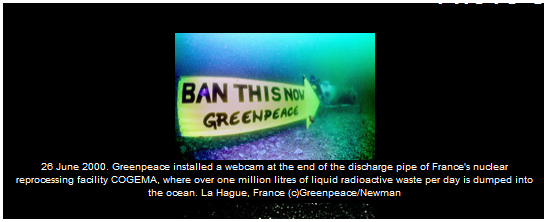 BAN THIS NOW
GREENPEACE
26 June 2000. Greenpeace installed a webcam at the end of the discharge pipe of France's nuclear
reprocessing facility COGEMA, where over one million litres of liquid radioactive waste per day is dumped into
the ocean. La Hague, France (c)Greenpeace/Newman